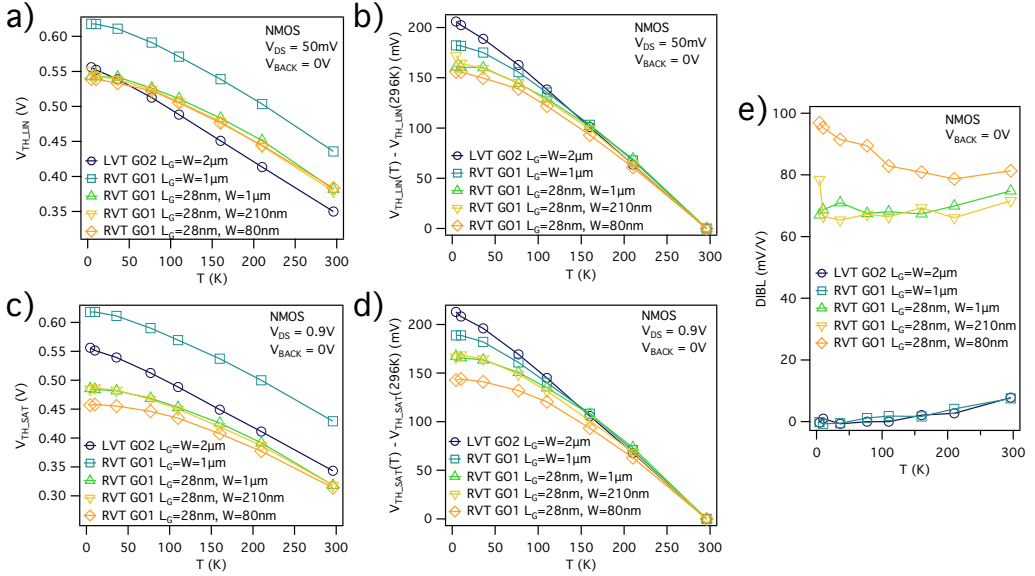 a)
NMOS
V_DS = 50mV
V_BACK = 0V
0.60
0.55
0.50
0.45
0.40
0.35
V_TH_LIN (V)
LVT GO2 L_G=W=2µm
RVT GO1 L_G=W=1µm
RVT GO1 L_G=28nm, W=1µm
RVT GO1 L_G=28nm, W=210nm
RVT GO1 L_G=28nm, W=80nm
0 50 100 150 200 250 300
T (K)
b)
NMOS
V_DS = 50mV
V_BACK = 0V
200
150
100
50
0
V_TH_LIN(T) - V_TH_LIN(296K) (mV)
LVT GO2 L_G=W=2µm
RVT GO1 L_G=W=1µm
RVT GO1 L_G=28nm, W=1µm
RVT GO1 L_G=28nm, W=210nm
RVT GO1 L_G=28nm, W=80nm
0 50 100 150 200 250 300
T (K)
c)
NMOS
V_DS = 0.9V
V_BACK = 0V
0.60
0.55
0.50
0.45
0.40
0.35
0.30
V_TH_SAT (V)
LVT GO2 L_G=W=2µm
RVT GO1 L_G=W=1µm
RVT GO1 L_G=28nm, W=1µm
RVT GO1 L_G=28nm, W=210nm
RVT GO1 L_G=28nm, W=80nm
0 50 100 150 200 250 300
T (K)
d)
NMOS
V_DS = 0.9V
V_BACK = 0V
200
150
100
50
0
V_TH_SAT(T) - V_TH_SAT(296K) (mV)
LVT GO2 L_G=W=2µm
RVT GO1 L_G=W=1µm
RVT GO1 L_G=28nm, W=1µm
RVT GO1 L_G=28nm, W=210nm
RVT GO1 L_G=28nm, W=80nm
0 50 100 150 200 250 300
T (K)
e)
NMOS
V_BACK = 0V
100
80
60
40
20
0
DIBL (mV/V)
LVT GO2 L_G=W=2µm
RVT GO1 L_G=W=1µm
RVT GO1 L_G=28nm, W=1µm
RVT GO1 L_G=28nm, W=210nm
RVT GO1 L_G=28nm, W=80nm
0 50 100 150 200 250 300
T (K)